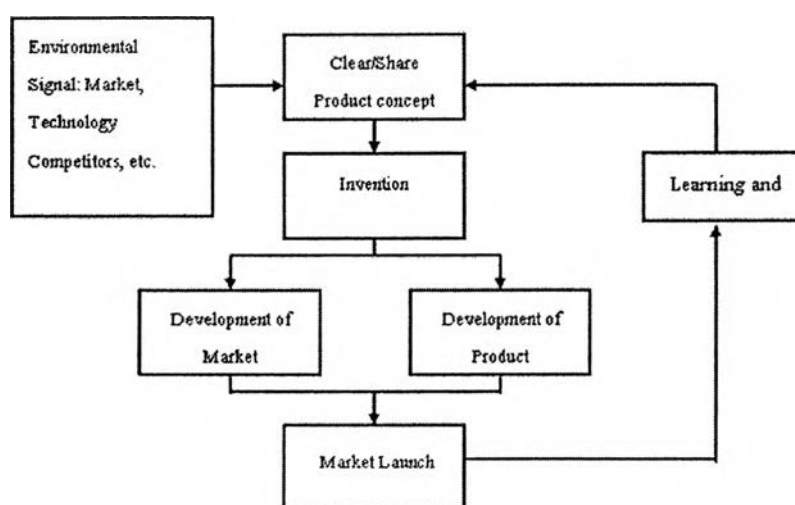 Environmental
Signal: Market,
Technology
Competitors, etc.
Clear/Share
Product concept
Invention
Learning and
Development of
Market
Development of
Product
Market Launch